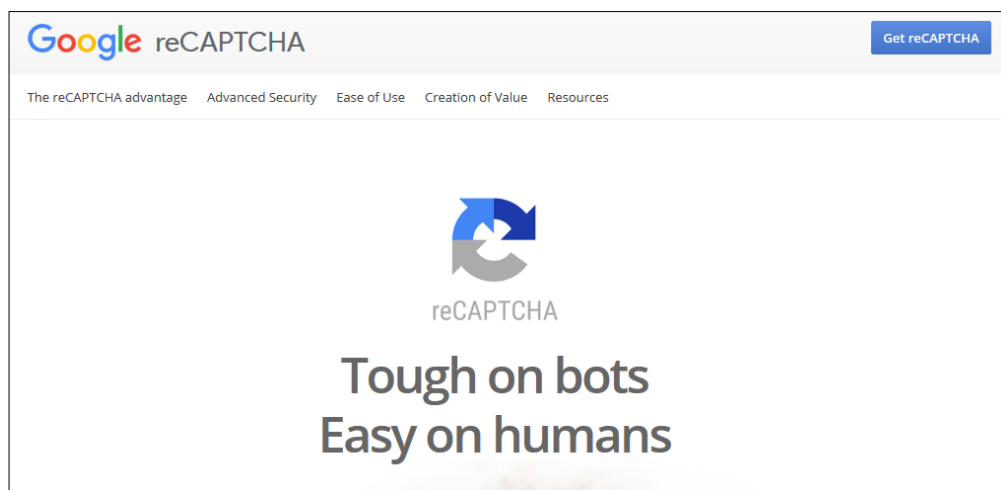 Google reCAPTCHA
Get reCAPTCHA
The reCAPTCHA advantage Advanced Security Ease of Use Creation of Value Resources
reCAPTCHA
Tough on bots
Easy on humans